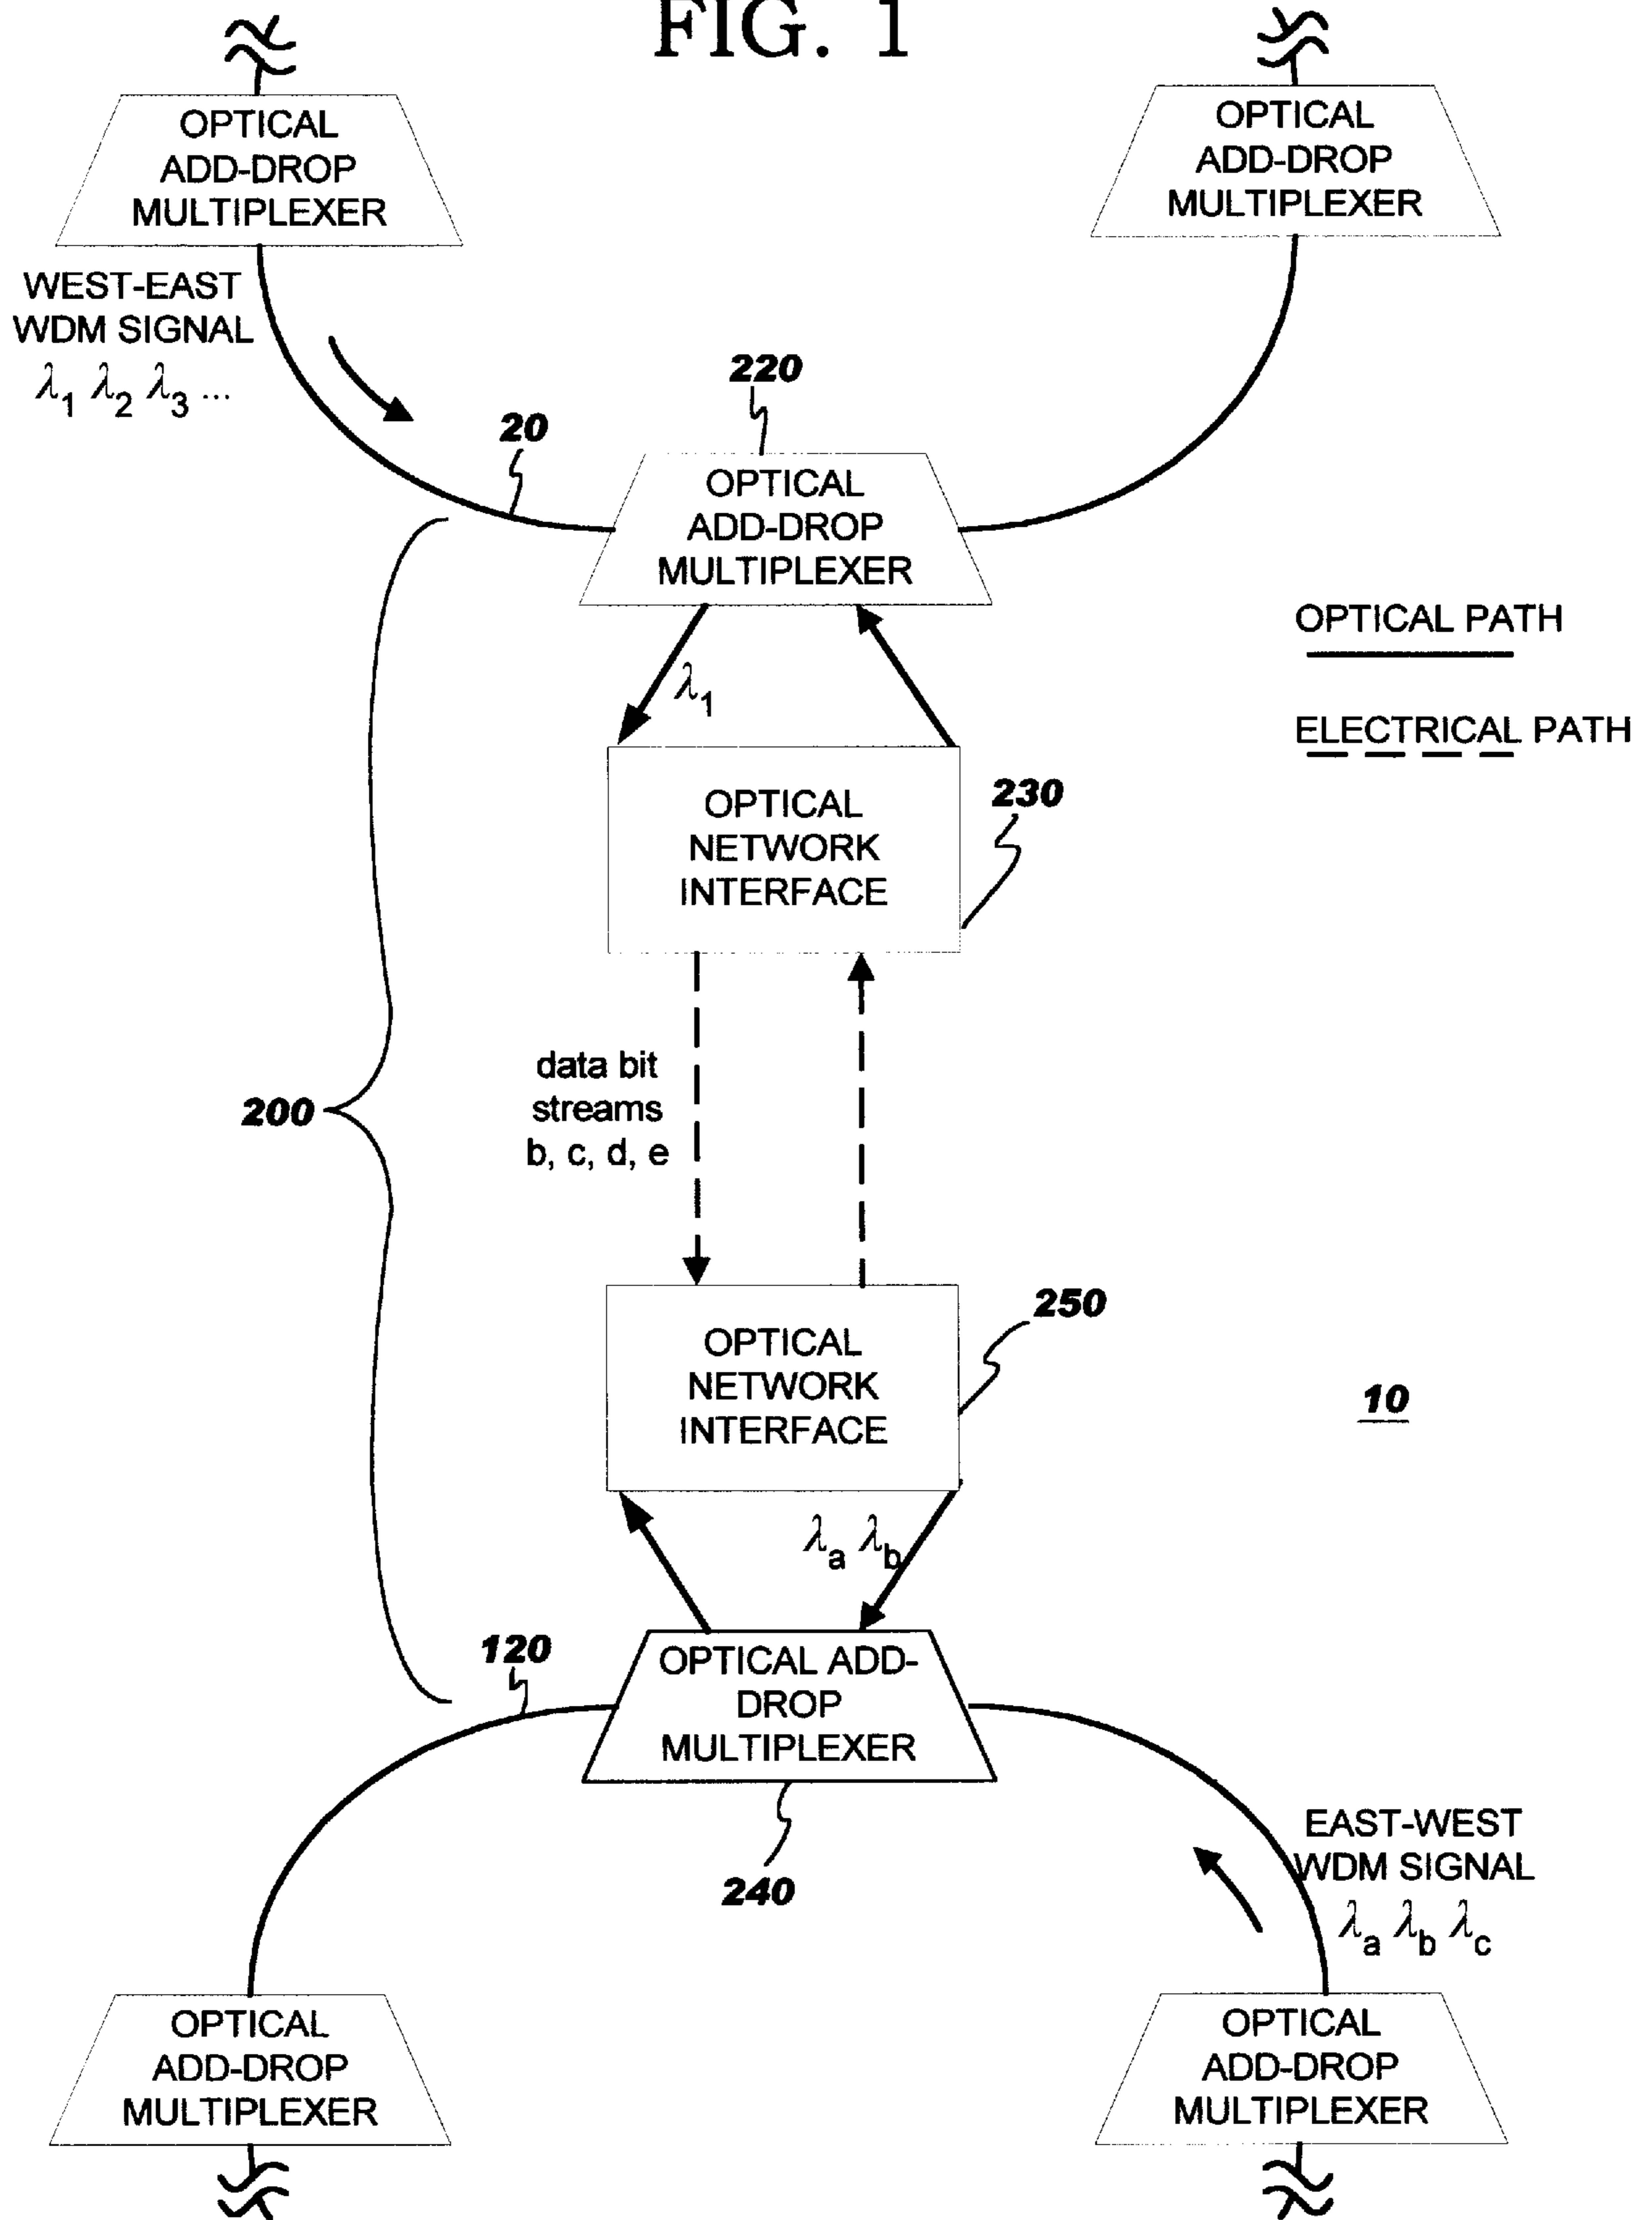 FIG. 1
OPTICAL
ADD-DROP
MULTIPLEXER
OPTICAL
ADD-DROP
MULTIPLEXER
WEST-EAST
WDM SIGNAL
λ1 λ2 λ3 ...
20
220
OPTICAL
ADD-DROP
MULTIPLEXER
OPTICAL PATH
λ1
ELECTRICAL PATH
230
OPTICAL
NETWORK
INTERFACE
data bit
streams
b, c, d, e
200
250
OPTICAL
NETWORK
INTERFACE
10
λa λb
120
OPTICAL ADD-
DROP
MULTIPLEXER
240
EAST-WEST
WDM SIGNAL
λa λb λc
OPTICAL
ADD-DROP
MULTIPLEXER
OPTICAL
ADD-DROP
MULTIPLEXER